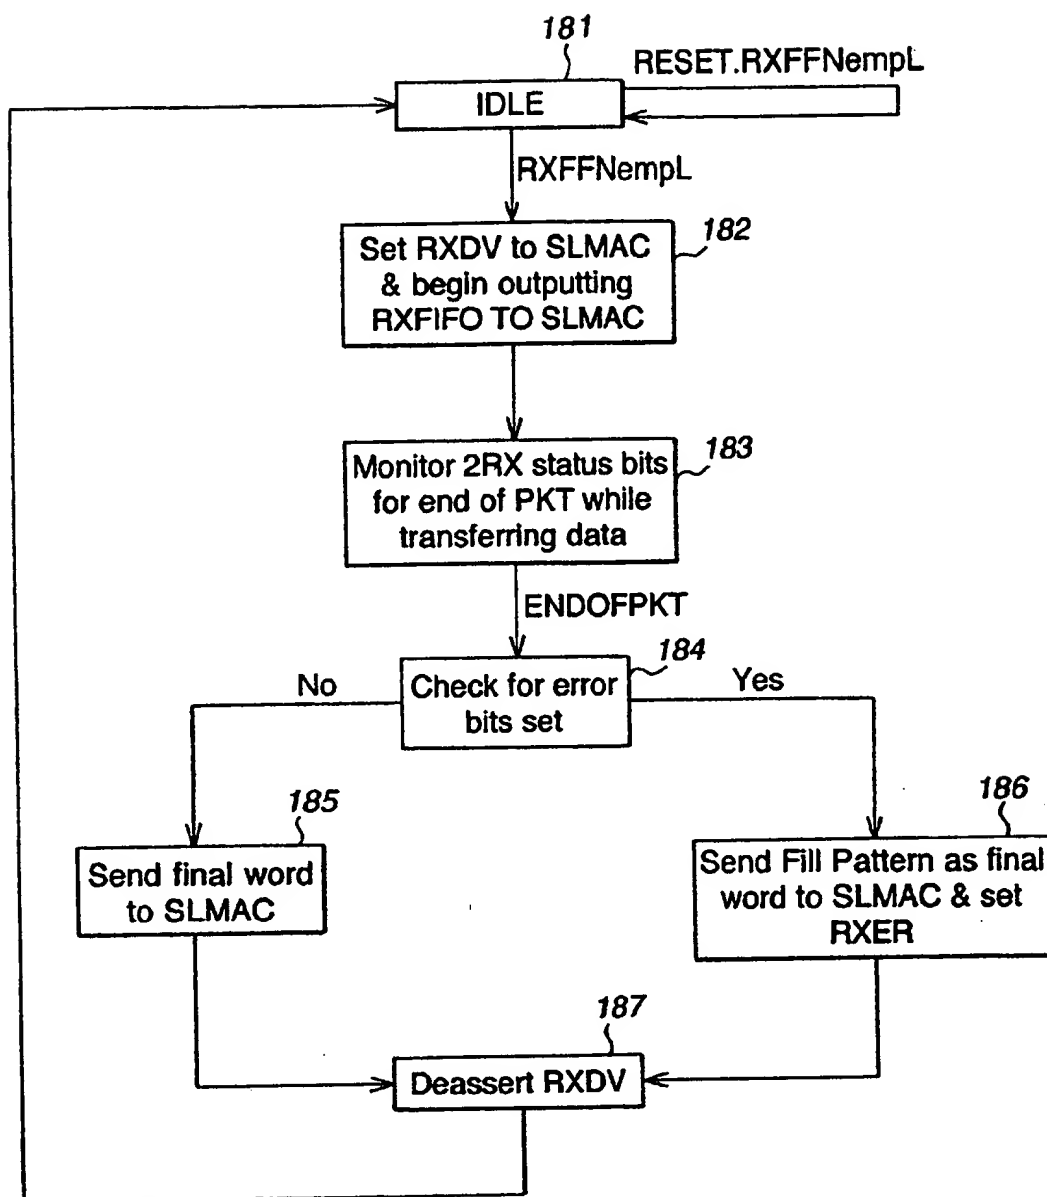 181
RESET.RXFFNempL
IDLE
RXFFNempL
182
Set RXDV to SLMAC
& begin outputting
RXFIFO TO SLMAC
183
Monitor 2RX status bits
for end of PKT while
transferring data
ENDOFPKT
184
No
Check for error
bits set
Yes
185
Send final word
to SLMAC
186
Send Fill Pattern as final
word to SLMAC & set
RXER
187
Deassert RXDV